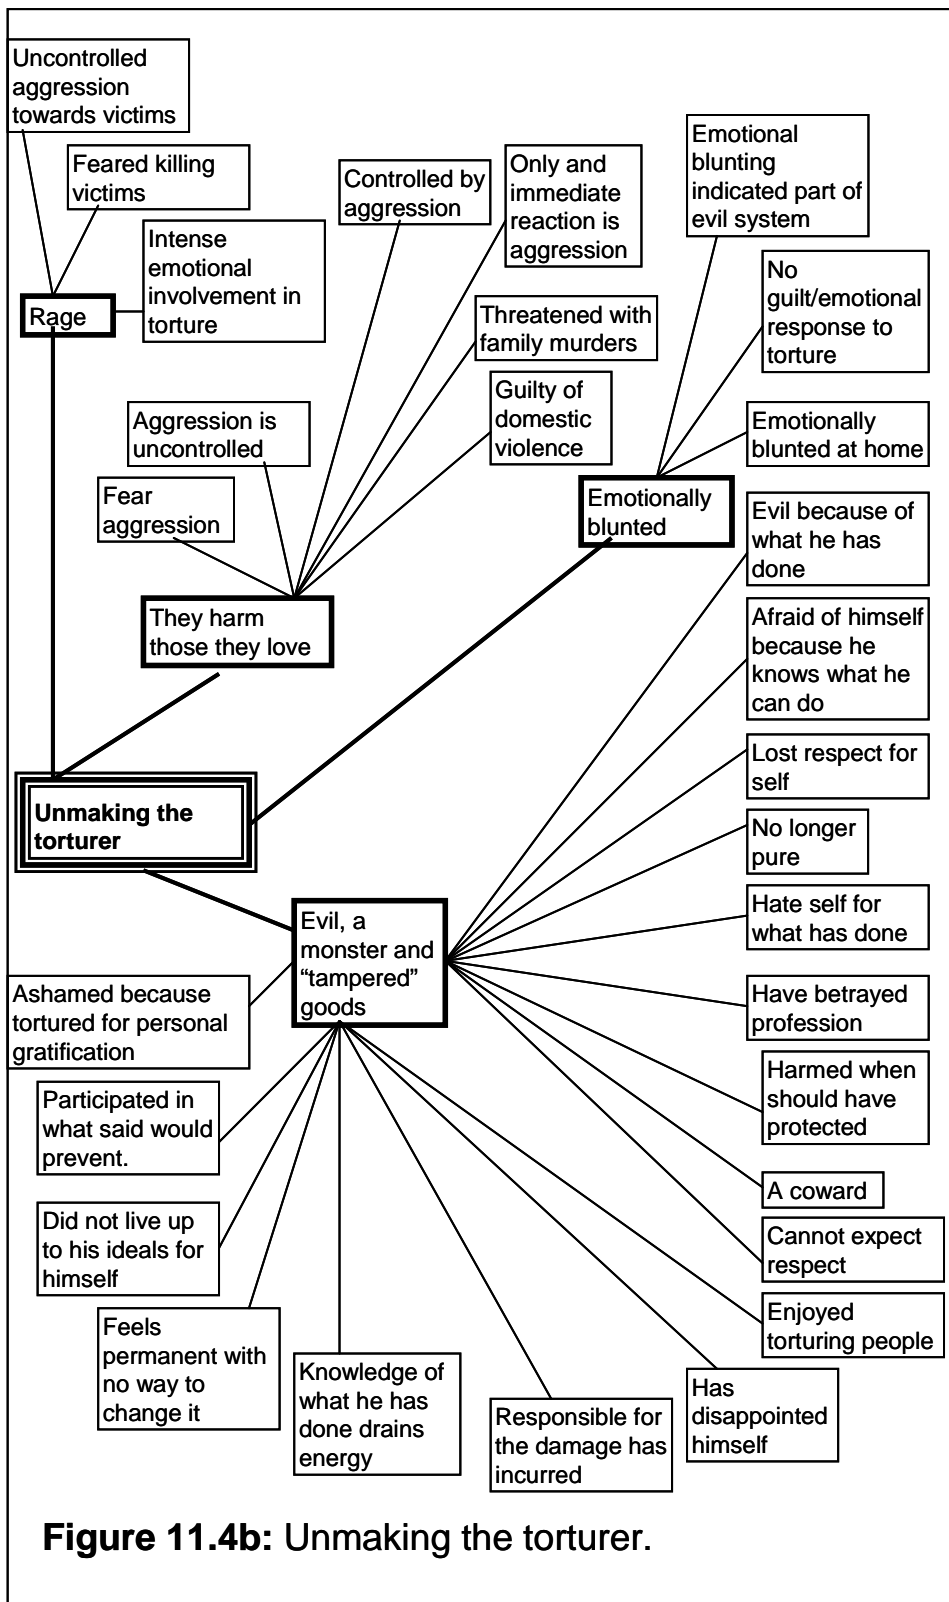 Uncontrolled
aggression
towards victims
Feared killing
victims
Intense
emotional
involvement in
torture
Rage
Controlled by
aggression
Only and
immediate
reaction is
aggression
Threatened with
family murders
Guilty of
domestic
violence
Aggression is
uncontrolled
Fear
aggression
They harm
those they love
Emotional
blunting
indicated part of
evil system
No
guilt/emotional
response to
torture
Emotionally
blunted at home
Emotionally
blunted
Evil because of
what he has
done
Afraid of himself
because he
knows what he
can do
Lost respect for
self
No longer
pure
Hate self for
what has done
Have betrayed
profession
Harmed when
should have
protected
A coward
Cannot expect
respect
Enjoyed
torturing people
Has
disappointed
himself
Responsible for
the damage has
incurred
Knowledge of
what he has
done drains
energy
Feels
permanent with
no way to
change it
Did not live up
to his ideals for
himself
Participated in
what said would
prevent.
Ashamed because
tortured for personal
gratification
Evil, a
monster and
“tampered”
goods
Unmaking the
torturer
Figure 11.4b: Unmaking the torturer.